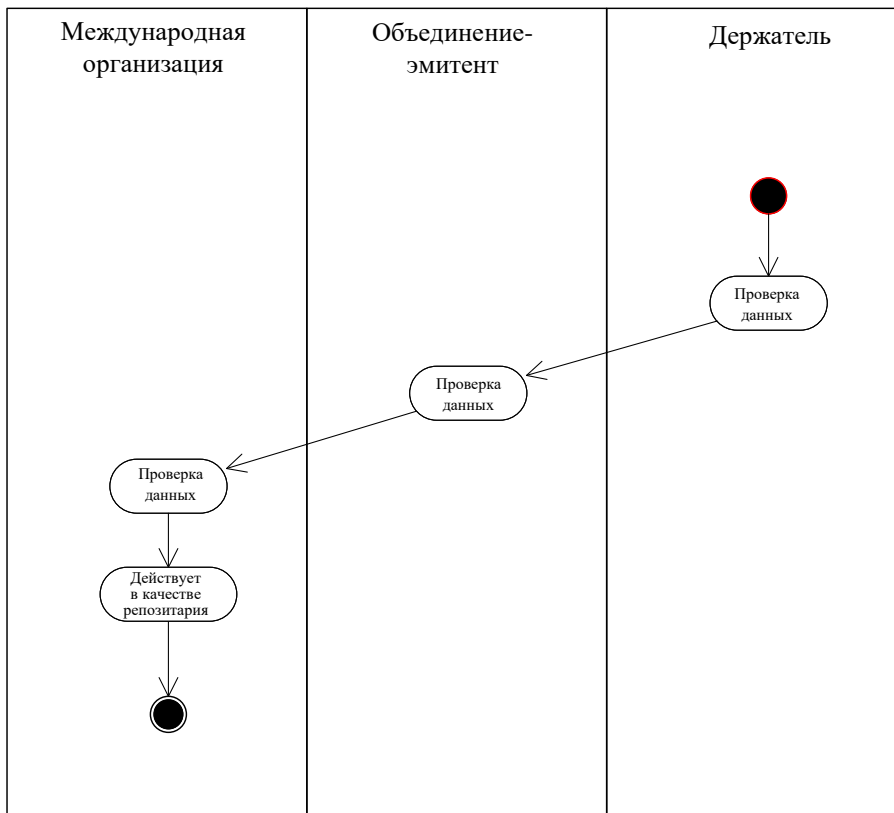 Международная
организация
Объединение-
эмитент
Держатель
Проверка
данных
Проверка
данных
Проверка
данных
Действует
в качестве
репозитария